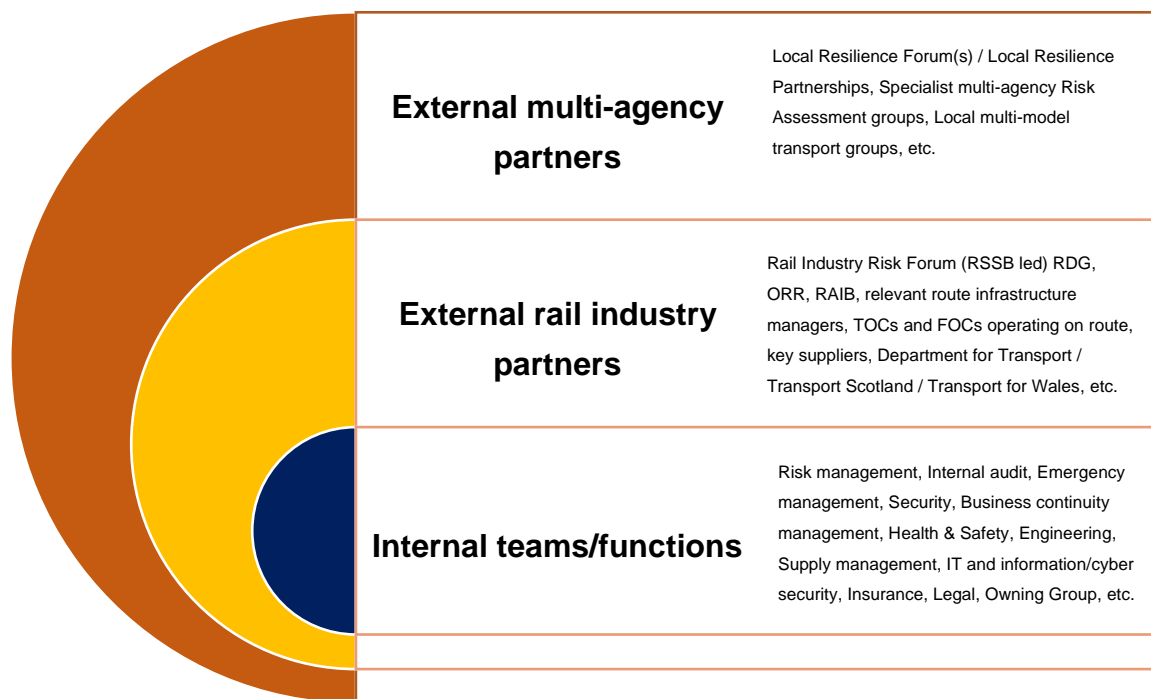 External multi-agency
partners
Local Resilience Forum(s) / Local Resilience
Partnerships, Specialist multi-agency Risk
Assessment groups, Local multi-model
transport groups, etc.
External rail industry
partners
Rail Industry Risk Forum (RSSB led) RDG,
ORR, RAIB, relevant route infrastructure
managers, TOCs and FOCs operating on route,
key suppliers, Department for Transport /
Transport Scotland / Transport for Wales, etc.
Internal teams/functions
Risk management, Internal audit, Emergency
management, Security, Business continuity
management, Health & Safety, Engineering,
Supply management, IT and information/cyber
security, Insurance, Legal, Owning Group, etc.